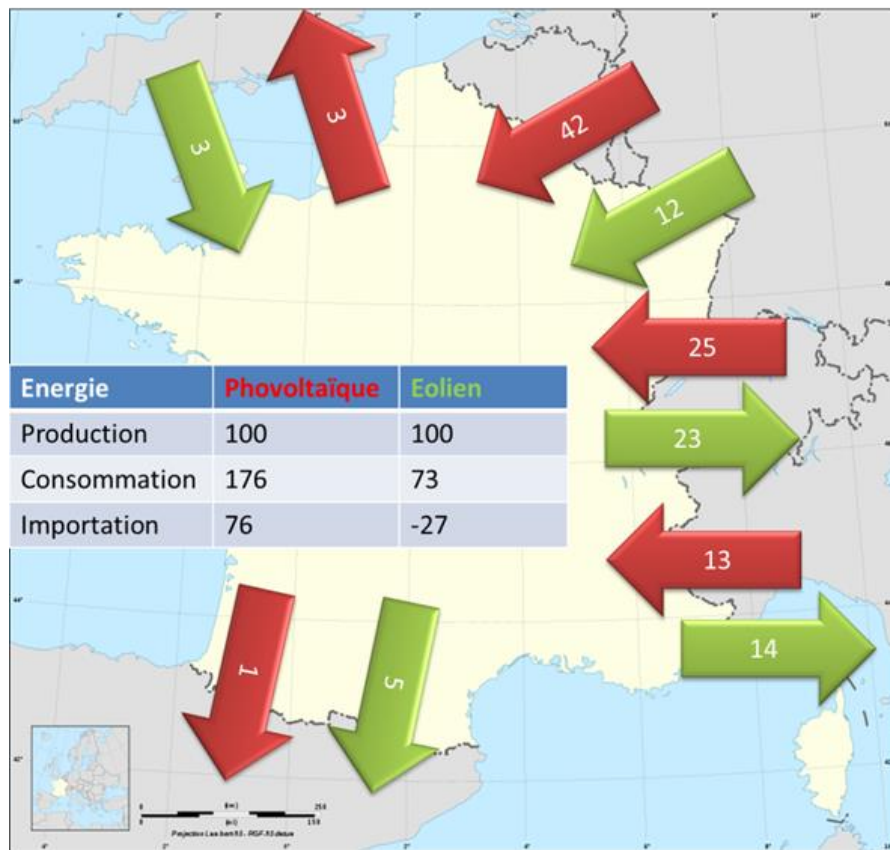 3
3
42
12
25
Energie Phovoltaïque Eolien
Production 100 100
Consommation 176 73
Importation 76 -27
23
13
14
1
5